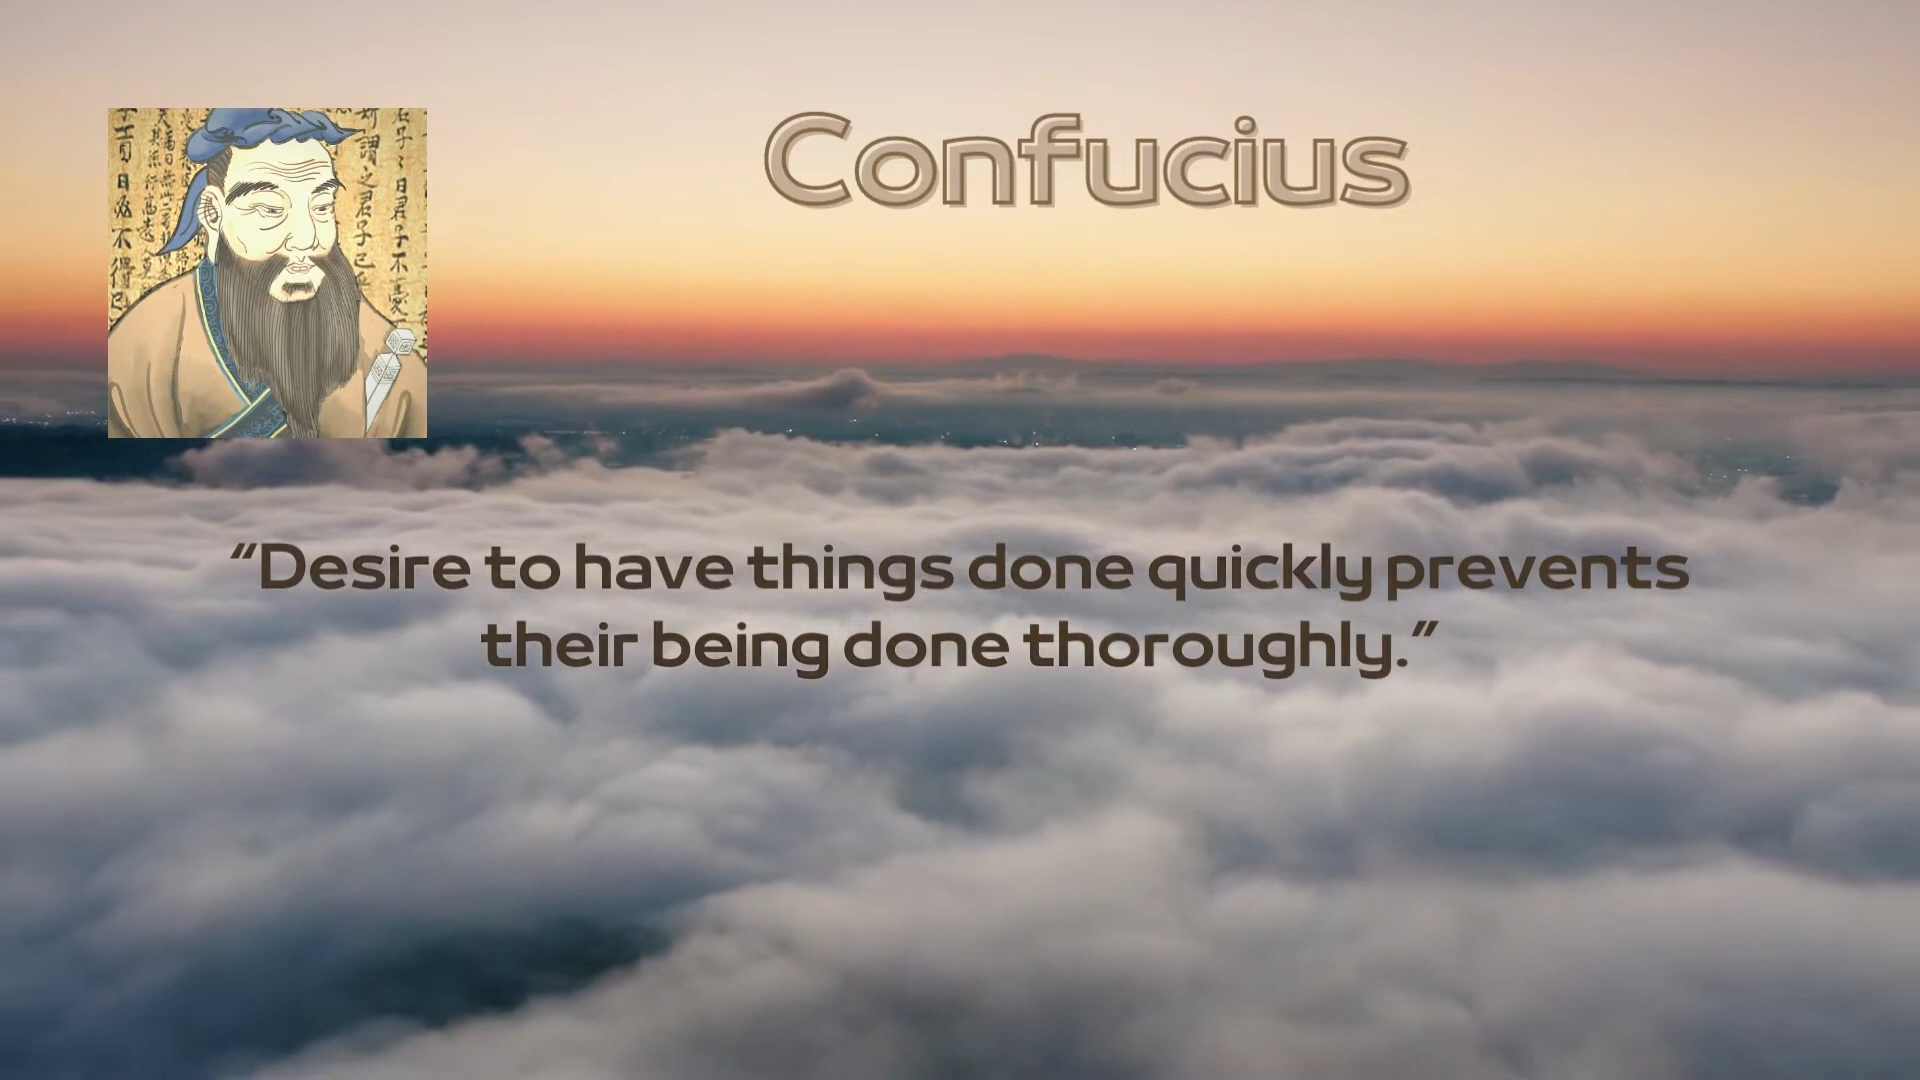 Confucius
“Desire to have things done quickly prevents
their being done thoroughly.”